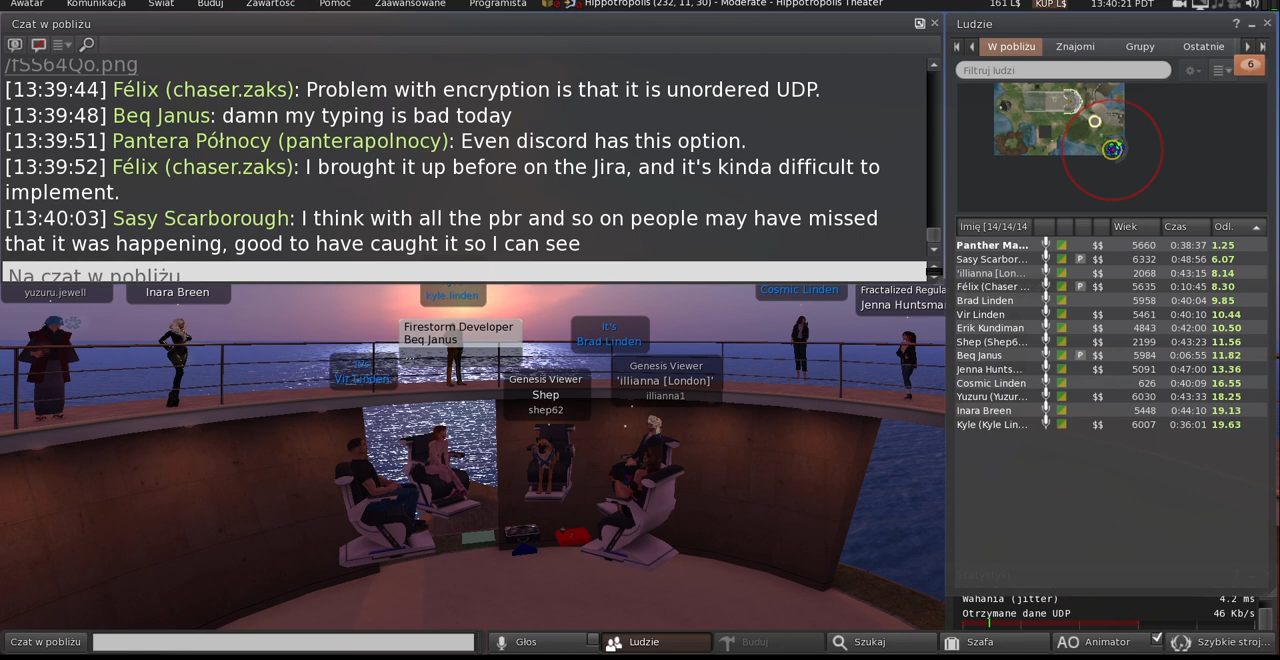 Awatar Komunikacja Świat Buduj Zawartość Pomoc Zaawansowane Programista Hippotropolis (232, 11, 30) - Moderate - Hippotropolis Theater 161 L$ KUP L$ 13:40:21 PDT
Czat w pobliżu
/fSS64Qo.png
[13:39:44] Félix (chaser.zaks): Problem with encryption is that it is unordered UDP.
[13:39:48] Beq Janus: damn my typing is bad today
[13:39:51] Pantera Północy (panterapolnocy): Even discord has this option.
[13:39:52] Félix (chaser.zaks): I brought it up before on the Jira, and it's kinda difficult to
implement.
[13:40:03] Sasy Scarborough: I think with all the pbr and so on people may have missed
that it was happening, good to have caught it so I can see
Na czat w pobliżu
yuzuru.jewell
Inara Breen
kyle.linden
Cosmic Linden
Fractalized Regula
Jenna Huntsma
Firestorm Developer
Beq Janus
It's
Brad Linden
It's
Vir Linden
Genesis Viewer
Shep
shep62
Genesis Viewer
'illianna [London]'
illianna1
Ludzie
W pobliżu Znajomi Grupy Ostatnie
Filtruj ludzi
6
Imię [14/14/14 Wiek Czas Odl.
Panther Ma... $$ 5660 0:38:37 1.25
Sasy Scarbor... P $$ 6332 0:48:56 6.07
'illianna [Lon... $$ 2068 0:43:15 8.14
Félix (Chaser ... P $$ 5635 0:10:45 8.30
Brad Linden 5958 0:40:04 9.85
Vir Linden $$ 5461 0:40:10 10.44
Erik Kundiman $$ 4843 0:42:00 10.50
Shep (Shep6... $$ 2199 0:43:23 11.56
Beq Janus P $$ 5984 0:06:55 11.82
Jenna Hunts... $$ 5091 0:47:00 13.36
Cosmic Linden 626 0:40:09 16.55
Yuzuru (Yuzur... $$ 6030 0:43:33 18.25
Inara Breen 5448 0:44:10 19.13
Kyle (Kyle Lin... $$ 6007 0:36:01 19.63
Wahania (jitter) 4.2 ms
Otrzymane dane UDP 46 Kb/s
Czat w pobliżu Głos Ludzie Buduj Szukaj Szafa AO Animator Szybkie stroj...